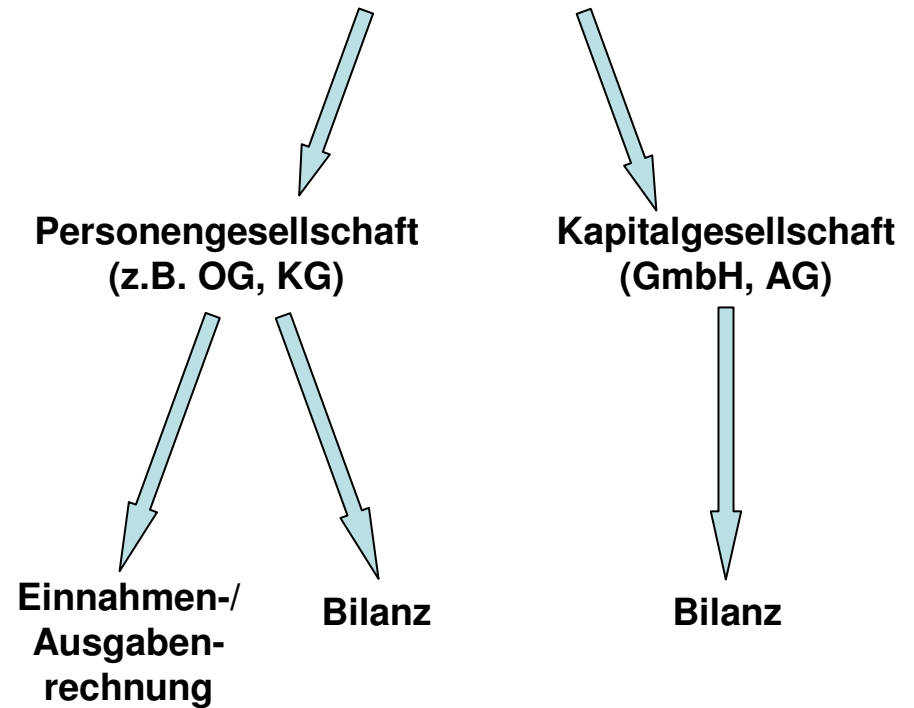 Personengesellschaft
(z.B. OG, KG)
Kapitalgesellschaft
(GmbH, AG)
Einnahmen-/
Ausgaben-
rechnung
Bilanz
Bilanz